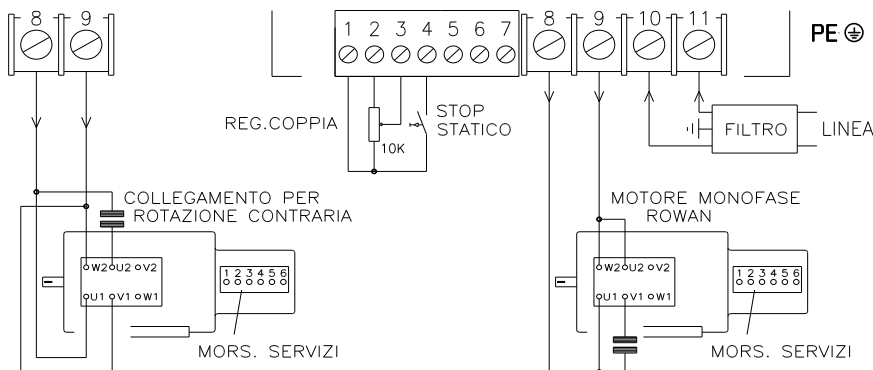 8 9
1 2 3 4 5 6 7
8 9 10 11
PE
REG.COPPIA
10K
STOP
STATICO
FILTRO
LINEA
COLLEGAMENTO PER
ROTAZIONE CONTRARIA
W2 U2 V2
U1 V1 W1
1 2 3 4 5 6
MORS. SERVIZI
MOTORE MONOFASE
ROWAN
W2 U2 V2
U1 V1 W1
1 2 3 4 5 6
MORS. SERVIZI